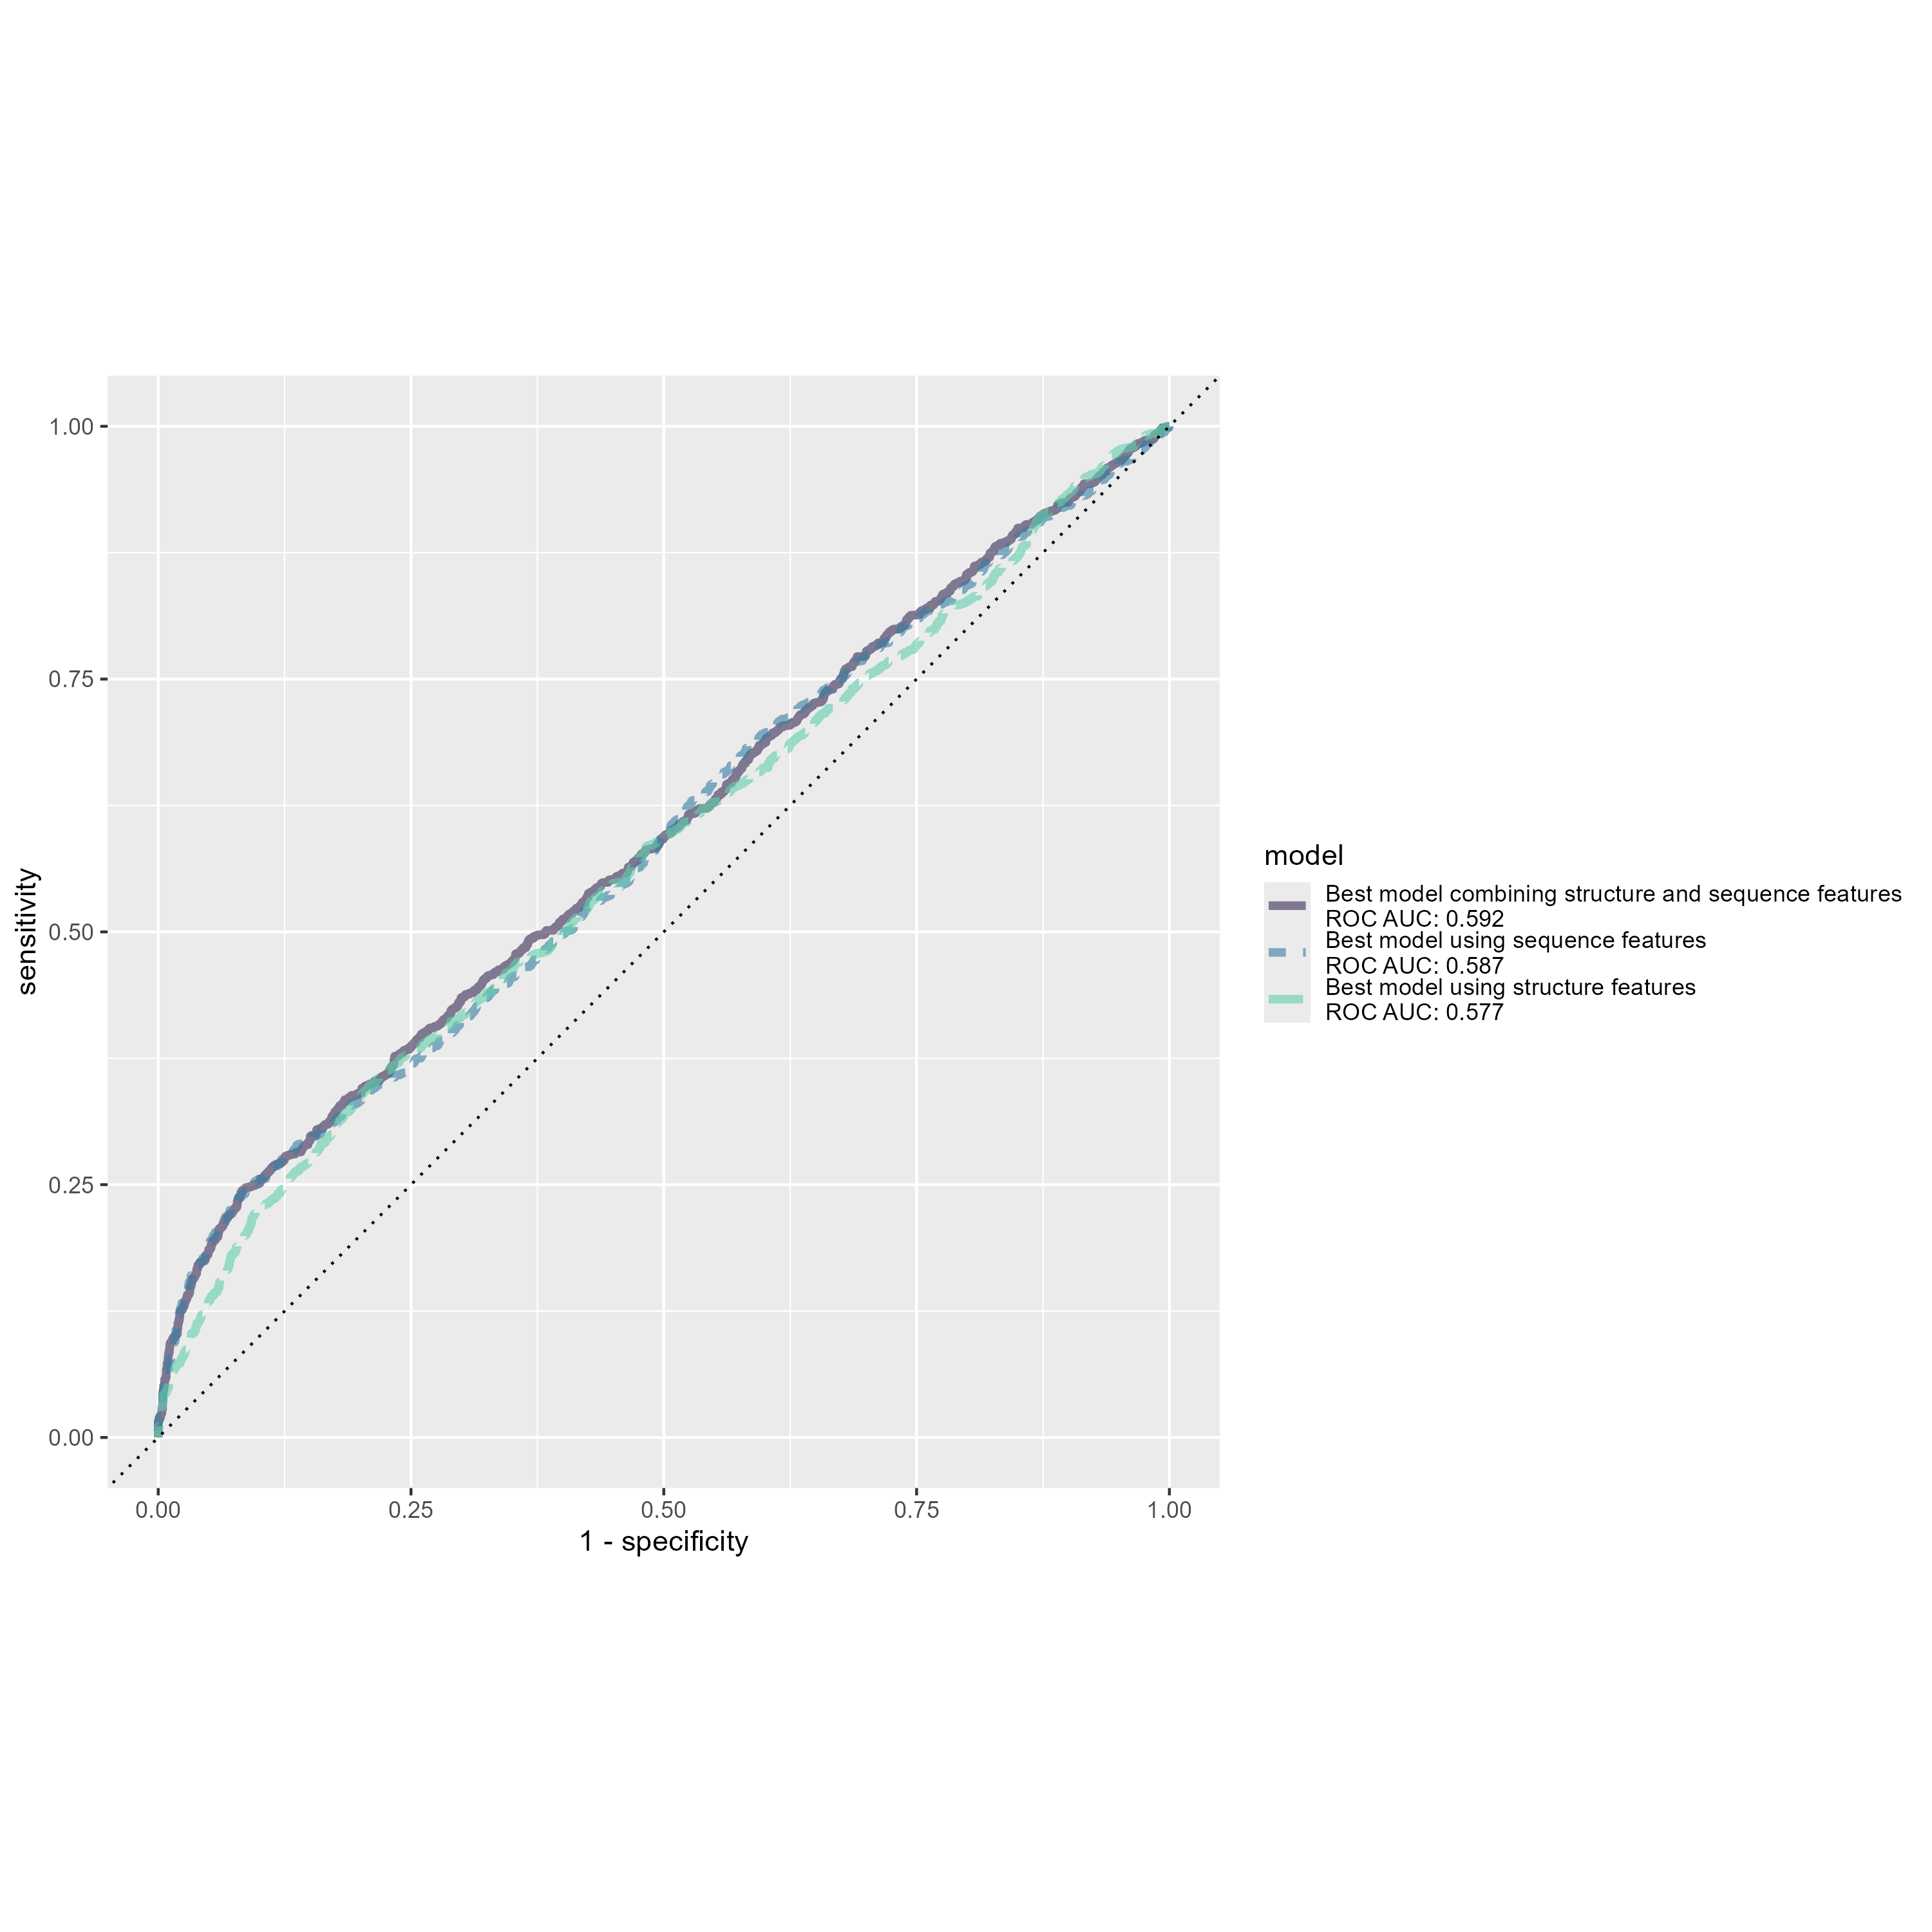 1.00
0.75
0.50
0.25
0.00
sensitivity
0.00 0.25 0.50 0.75 1.00
1 - specificity
model
Best model combining structure and sequence features
ROC AUC: 0.592
Best model using sequence features
ROC AUC: 0.587
Best model using structure features
ROC AUC: 0.577